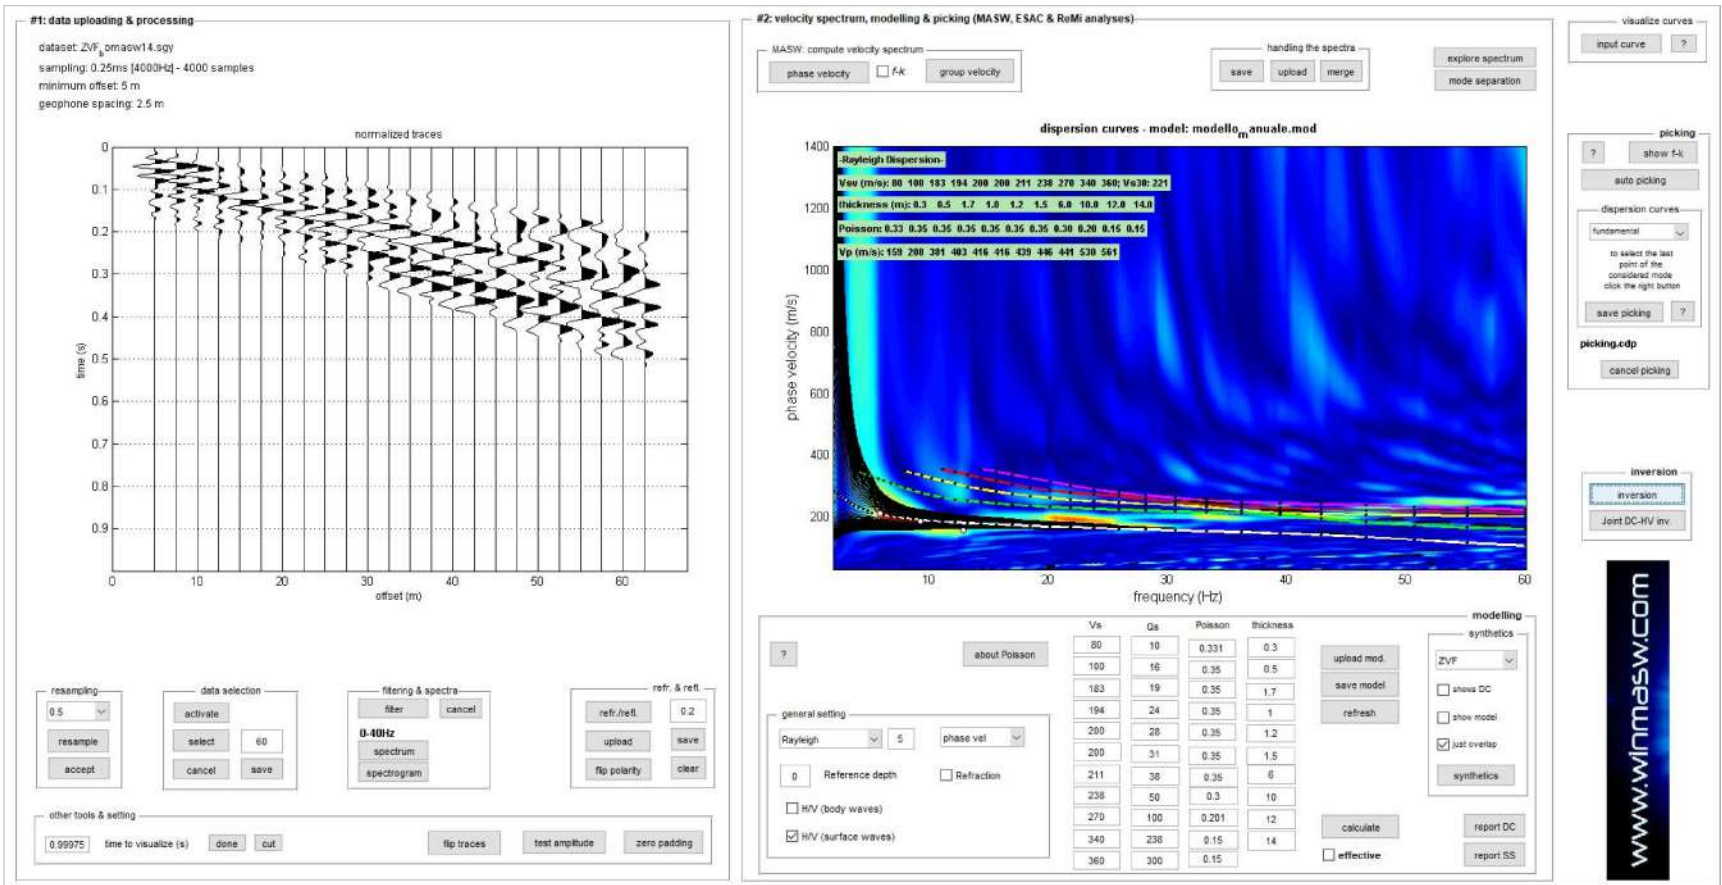 #1: data uploading & processing
dataset: ZVF_b omasw14.sgy
sampling: 0.25ms [4000Hz] - 4000 samples
minimum offset: 5 m
geophone spacing: 2.5 m
normalized traces
0
0.1
0.2
0.3
0.4
0.5
0.6
0.7
0.8
0.9
time (s)
0 10 20 30 40 50 60
offset (m)
resampling
0.5
resample
accept
data selection
activate
select 60
cancel save
filtering & spectra
filter cancel
0-40Hz
spectrum
spectrogram
refr. & refl.
refr./refl. 0.2
upload save
flip polarity clear
other tools & setting
0.99975 time to visualize (s) done cut flip traces test amplitude zero padding
#2: velocity spectrum, modelling & picking (MASW, ESAC & ReMi analyses)
MASW: compute velocity spectrum
phase velocity f-k group velocity
handling the spectra
save upload merge
explore spectrum
mode separation
dispersion curves - model: modello_m anuale.mod
-Rayleigh Dispersion-
Vsv (m/s): 80 100 183 194 200 200 211 238 270 340 360; Vs30: 221
thickness (m): 0.3 0.5 1.7 1.0 1.2 1.5 6.0 10.0 12.0 14.0
Poisson: 0.33 0.35 0.35 0.35 0.35 0.35 0.35 0.30 0.20 0.15 0.15
Vp (m/s): 159 208 381 403 416 416 439 446 441 530 561
1400
1200
1000
800
600
400
200
phase velocity (m/s)
10 20 30 40 50 60
frequency (Hz)
modelling
? about Poisson
general setting
Rayleigh 5 phase vel
0 Reference depth Refraction
H/V (body waves)
H/V (surface waves)
Vs Qs Poisson thickness
80 10 0.331 0.3
100 16 0.35 0.5
183 19 0.35 1.7
194 24 0.35 1
200 28 0.35 1.2
200 31 0.35 1.5
211 38 0.35 6
238 50 0.3 10
270 100 0.201 12
340 238 0.15 14
360 300 0.15
upload mod.
save model
refresh
calculate
effective
synthetics
ZVF
shows DC
show model
just overlap
synthetics
report DC
report SS
visualize curves
input curve ?
picking
? show f-k
auto picking
dispersion curves
fundamental
to select the last
point of the
considered mode
click the right button
save picking ?
picking.cdp
cancel picking
inversion
inversion
Joint DC-HV inv.
www.winmasw.com